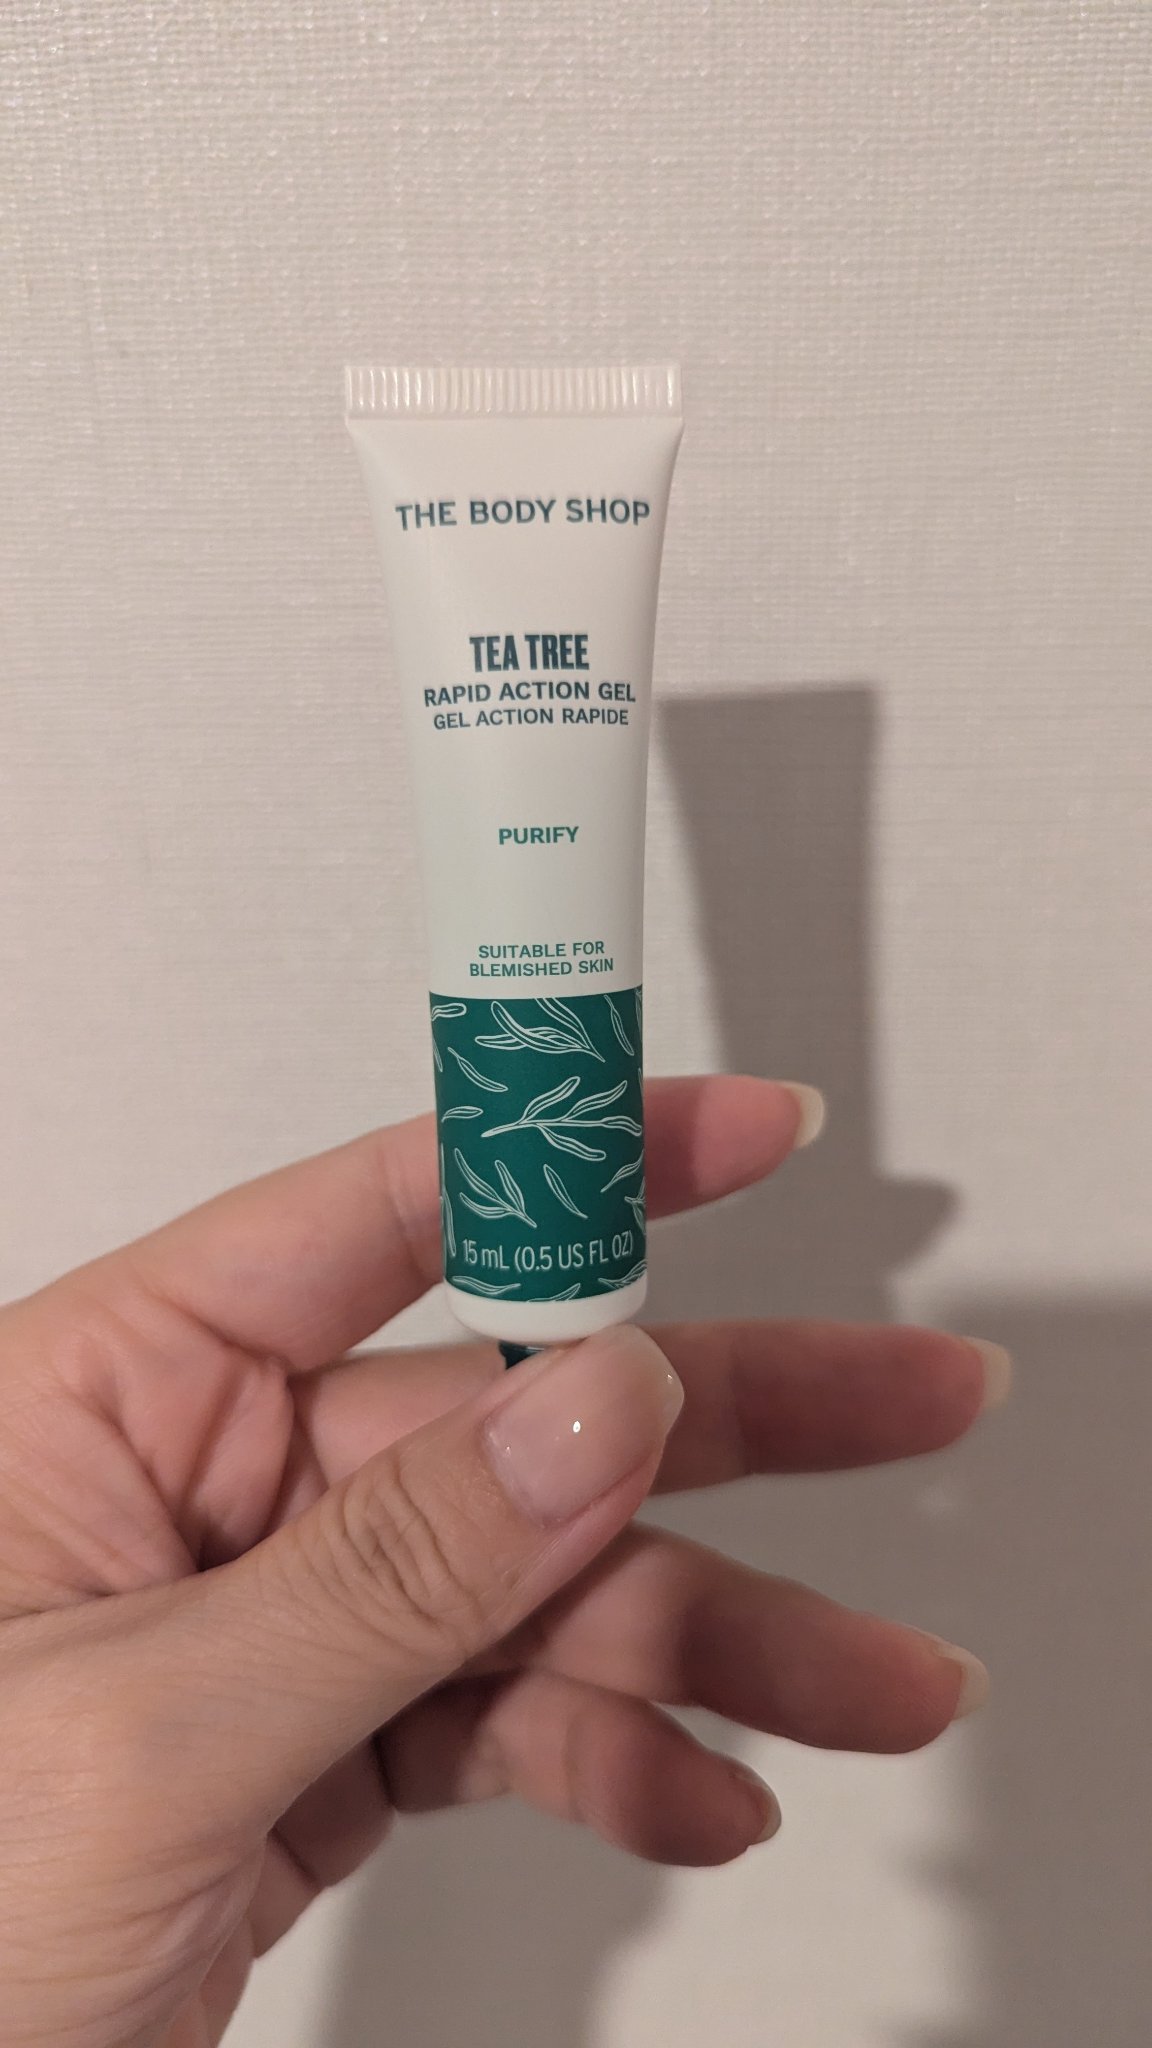 THE BODY SHOP
TEA TREE
RAPID ACTION GEL
GEL ACTION RAPIDE
PURIFY
SUITABLE FOR
BLEMISHED SKIN
15 mL (0.5 US FL OZ)